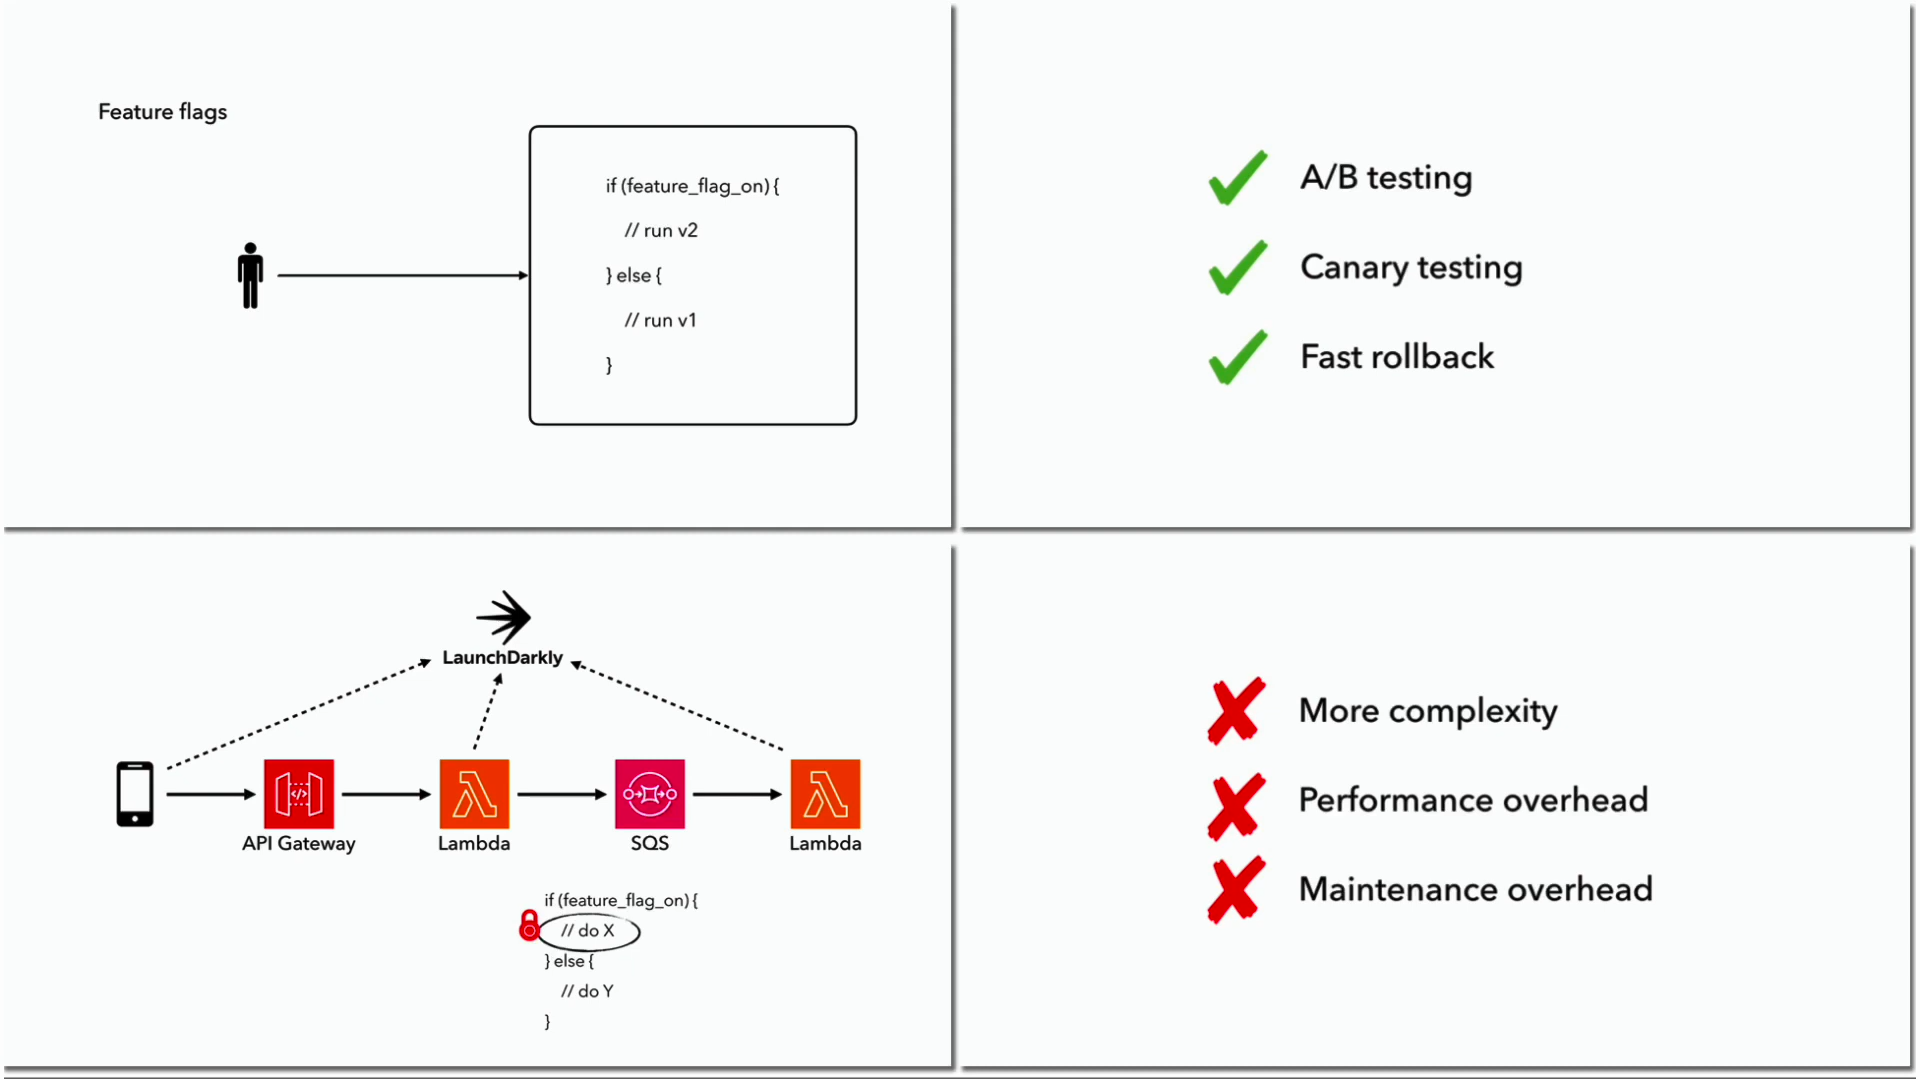 Feature flags
if (feature_flag_on) {
// run v2
} else {
// run v1
}
A/B testing
Canary testing
Fast rollback
LaunchDarkly
API Gateway
Lambda
SQS
Lambda
if (feature_flag_on) {
// do X
} else {
// do Y
}
More complexity
Performance overhead
Maintenance overhead